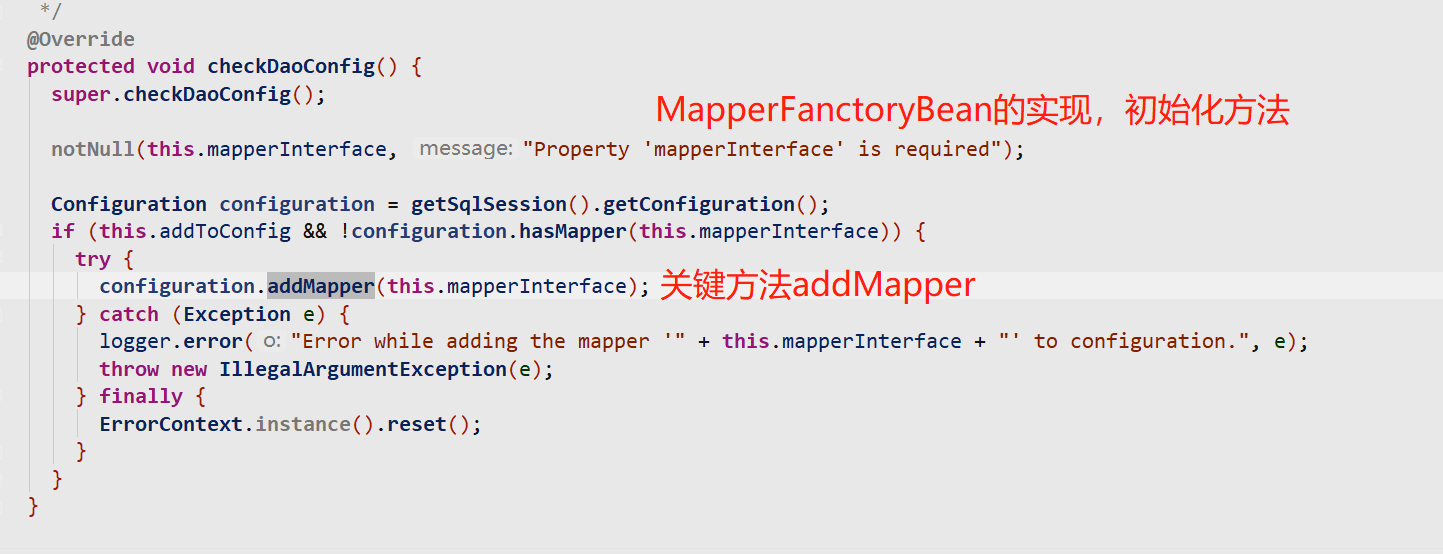 */
@Override
protected void checkDaoConfig() {
super.checkDaoConfig();
MapperFanctoryBean的实现，初始化方法
notNull(this.mapperInterface, message: "Property 'mapperInterface' is required");
Configuration configuration = getSqlSession().getConfiguration();
if (this.addToConfig && !configuration.hasMapper(this.mapperInterface)) {
try {
configuration.addMapper(this.mapperInterface); 关键方法addMapper
} catch (Exception e) {
logger.error( o: "Error while adding the mapper '" + this.mapperInterface + "' to configuration.", e);
throw new IllegalArgumentException(e);
} finally {
ErrorContext.instance().reset();
}
}
}